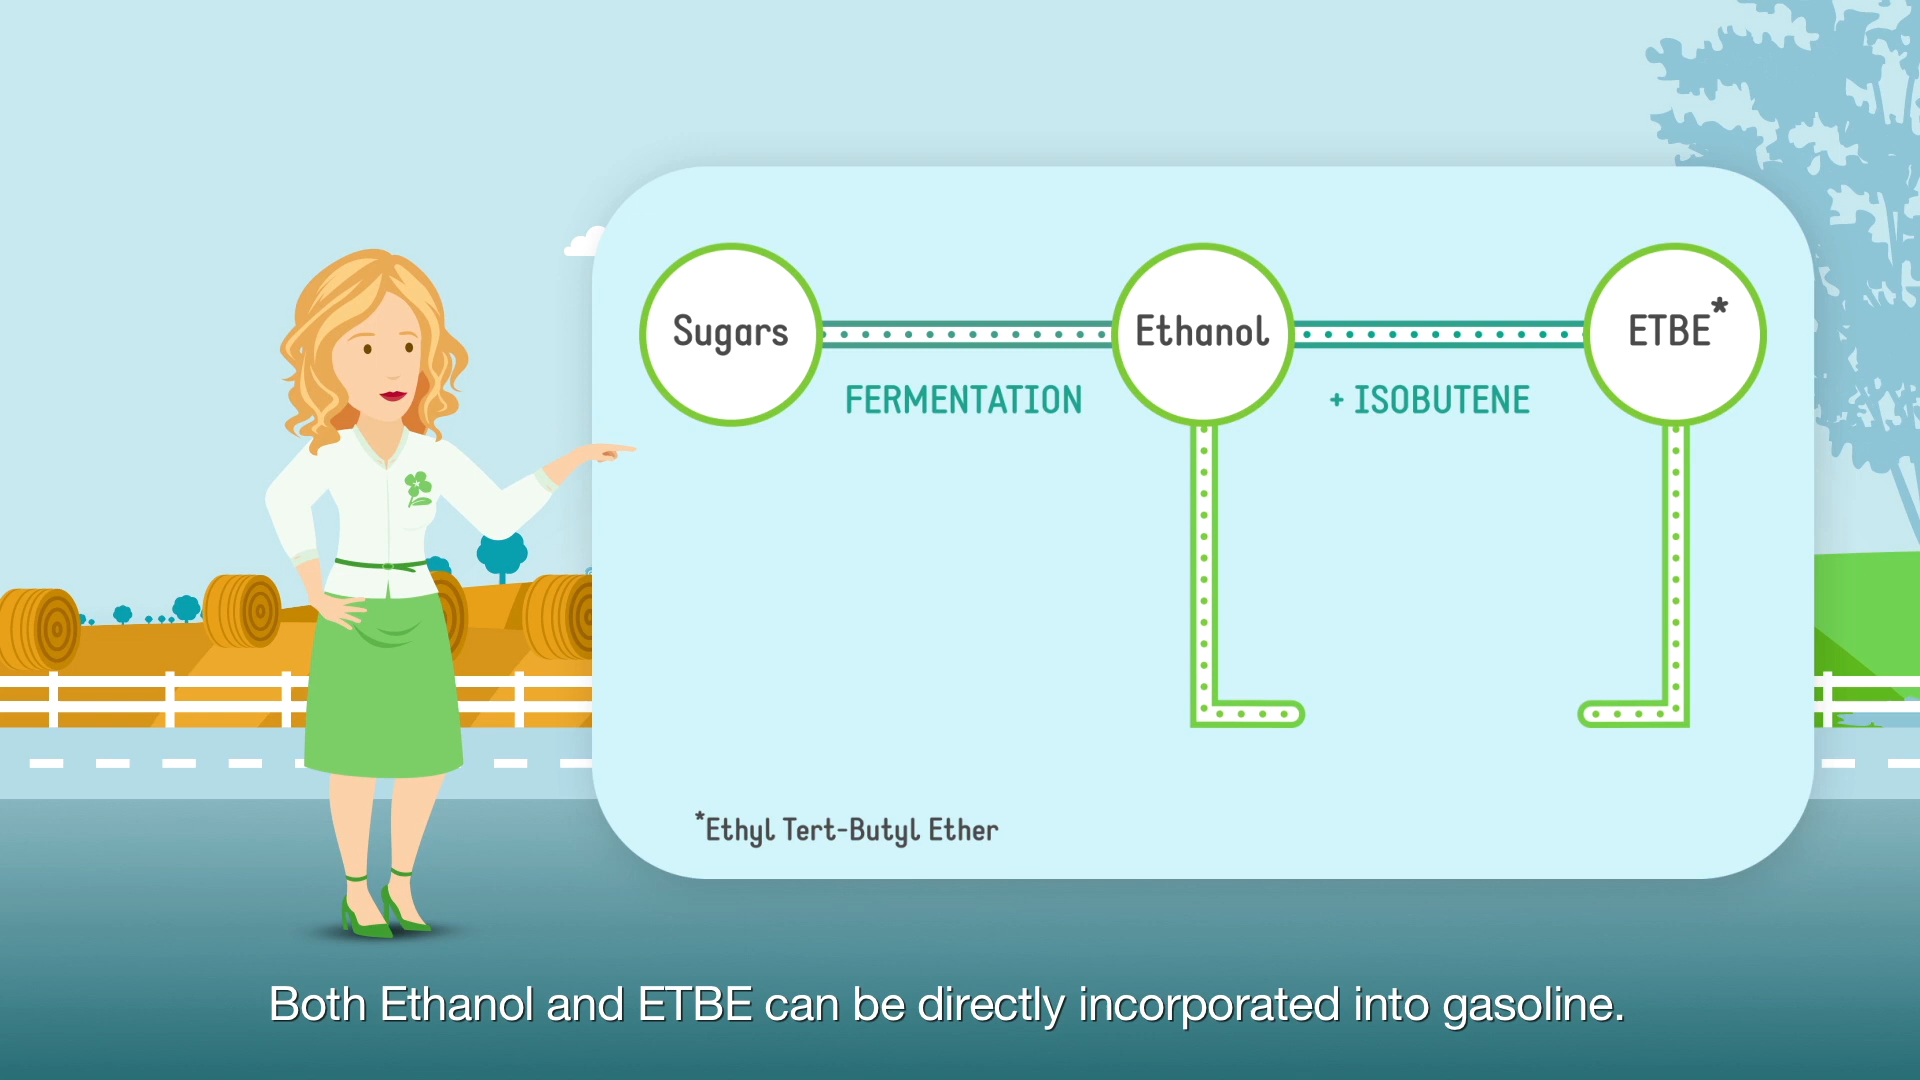 Sugars
Ethanol
ETBE*
FERMENTATION
+ ISOBUTENE
*Ethyl Tert-Butyl Ether
Both Ethanol and ETBE can be directly incorporated into gasoline.